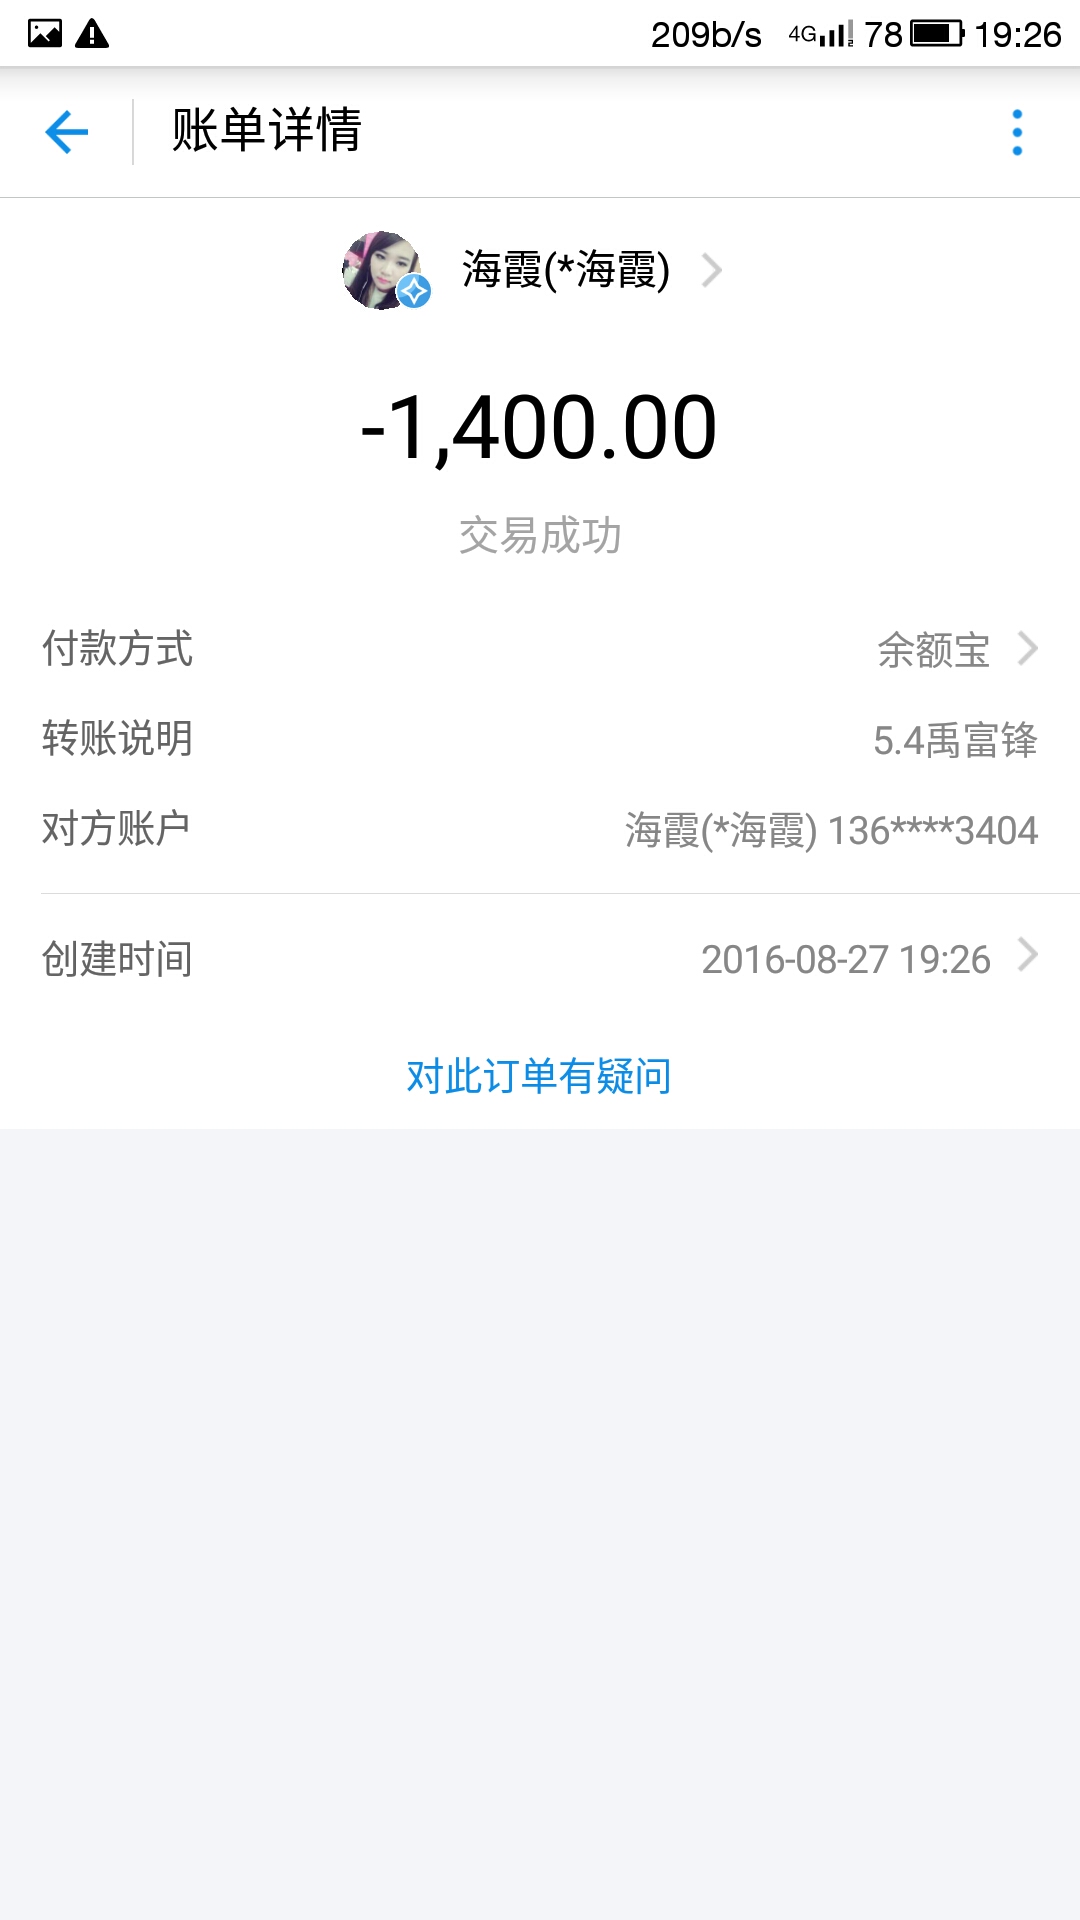 209b/s 4G 78 19:26
账单详情
海霞(*海霞)
-1,400.00
交易成功
付款方式 余额宝
转账说明 5.4禹富锋
对方账户 海霞(*海霞) 136****3404
创建时间 2016-08-27 19:26
对此订单有疑问